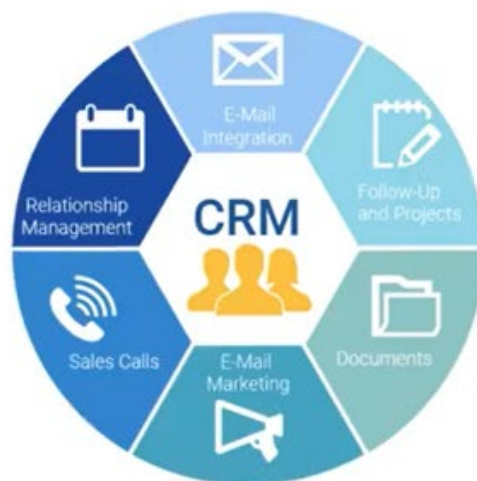 E-Mail
Integration
Follow-Up
and Projects
Documents
E-Mail
Marketing
Sales Calls
Relationship
Management
CRM